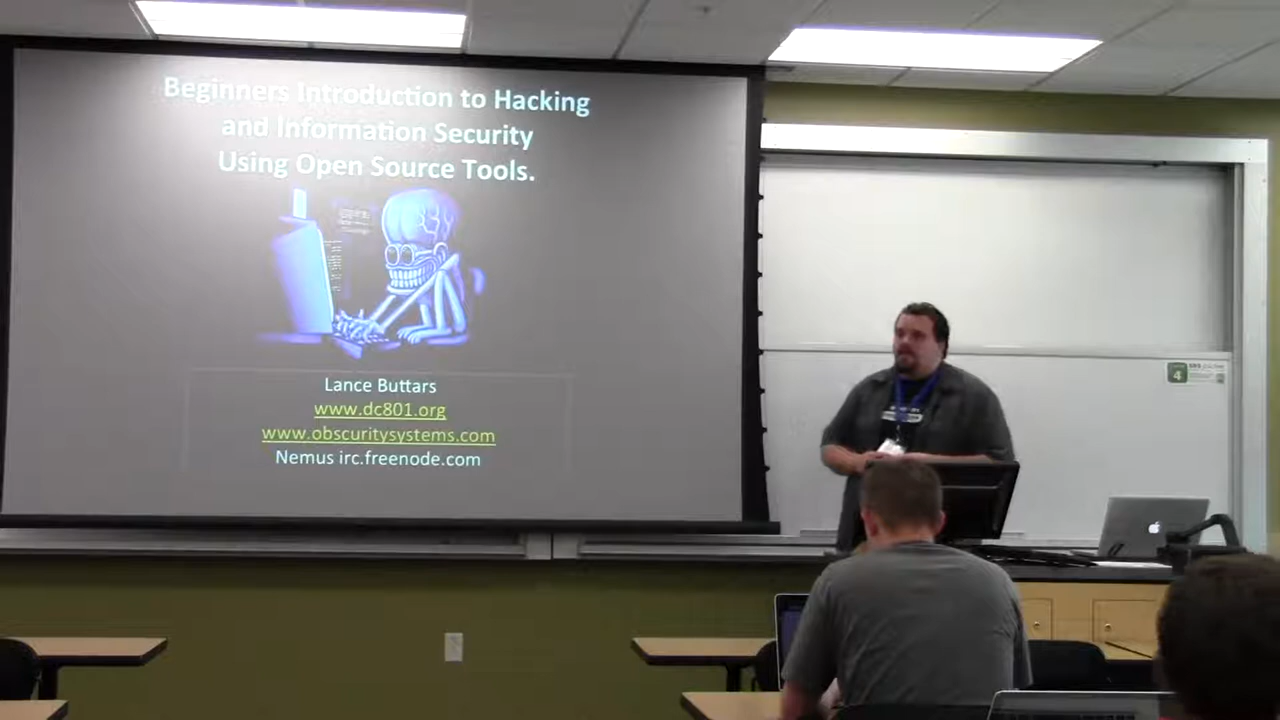 Beginners Introduction to Hacking
and Information Security
Using Open Source Tools.
Lance Buttars
www.dc801.org
www.obscuritysystems.com
Nemus irc.freenode.com
4